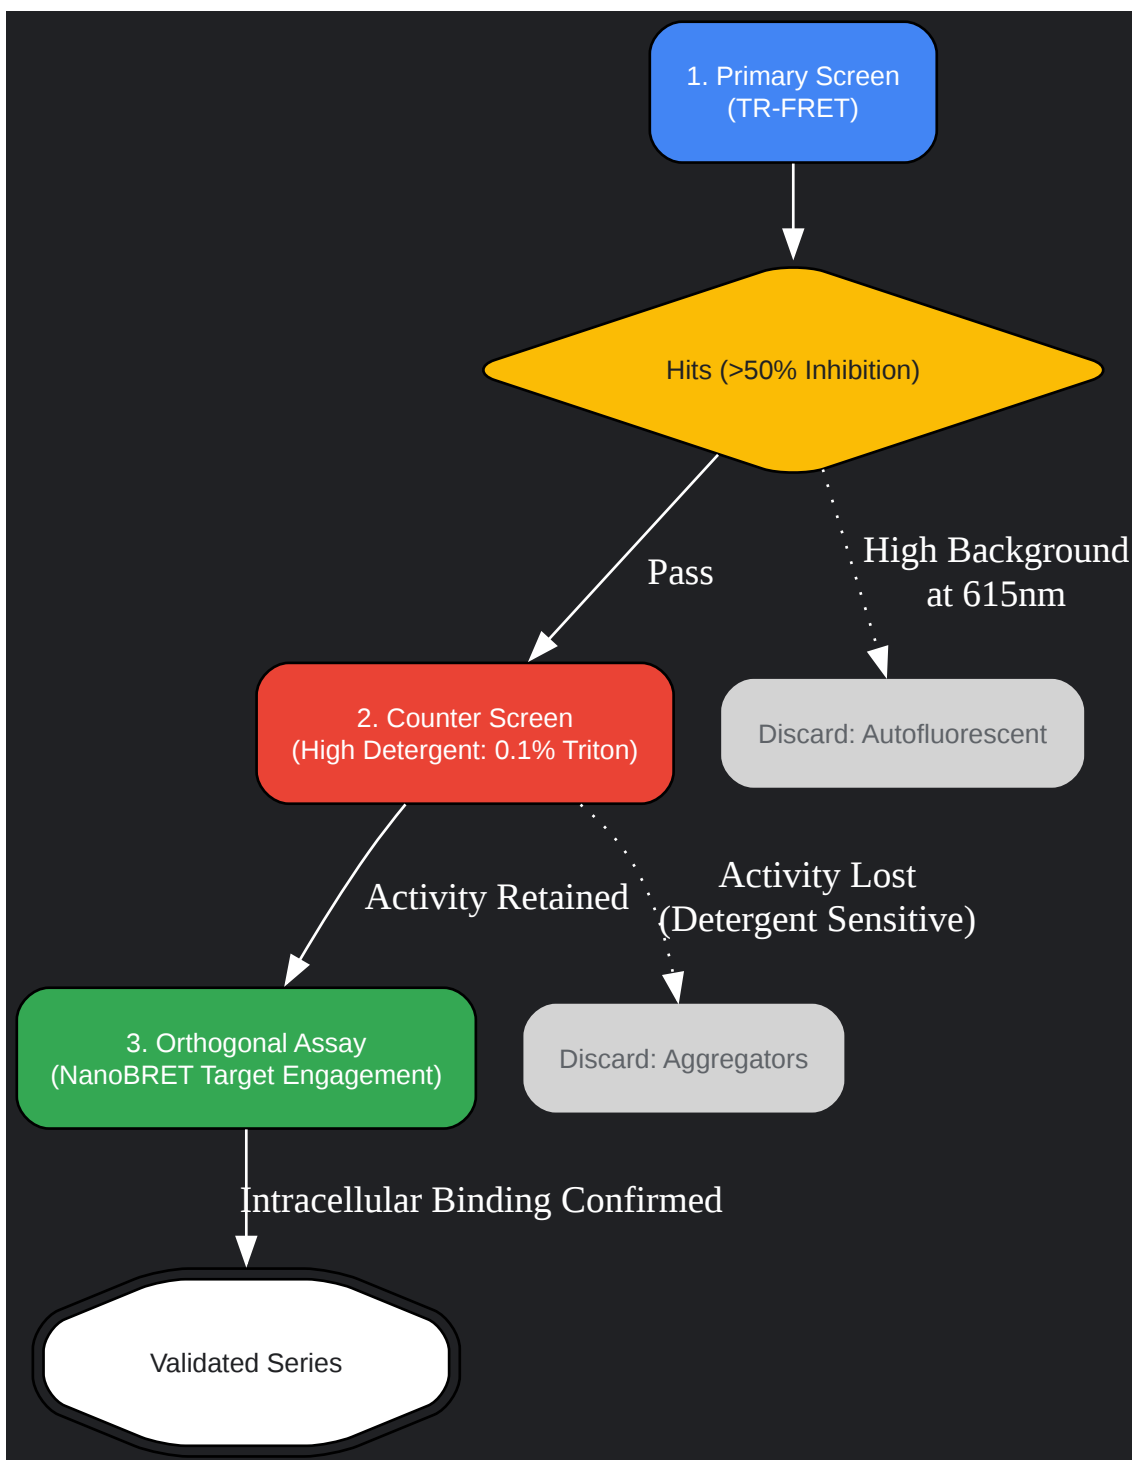 1. Primary Screen
(TR-FRET)
Hits (>50% Inhibition)
Pass
High Background
at 615nm
2. Counter Screen
(High Detergent: 0.1% Triton)
Discard: Autofluorescent
Activity Retained
Activity Lost
(Detergent Sensitive)
3. Orthogonal Assay
(NanoBRET Target Engagement)
Discard: Aggregators
Intracellular Binding Confirmed
Validated Series